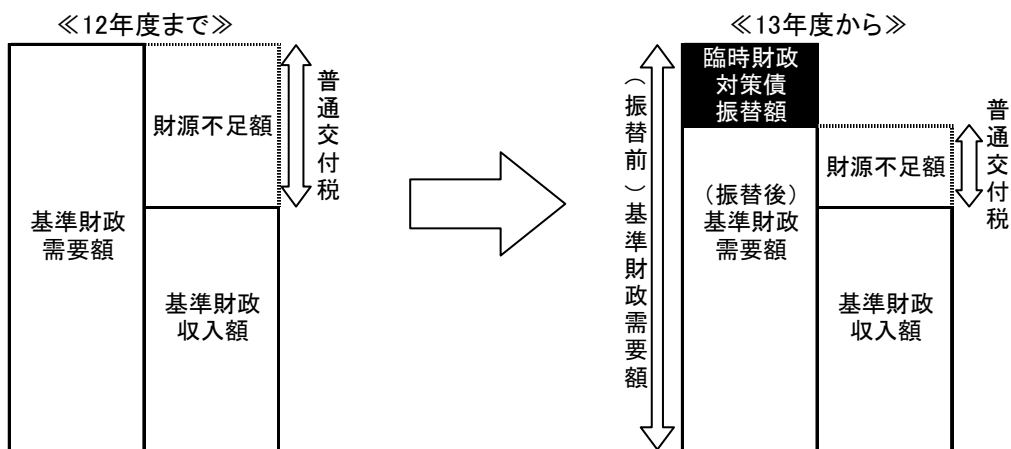 ≪12年度まで≫
財源不足額
普通交付税
基準財政
需要額
基準財政
収入額
≪13年度から≫
臨時財政
対策債
振替額
（振替前）基準財政需要額
（振替後）
基準財政
需要額
財源不足額
普通交付税
基準財政
収入額